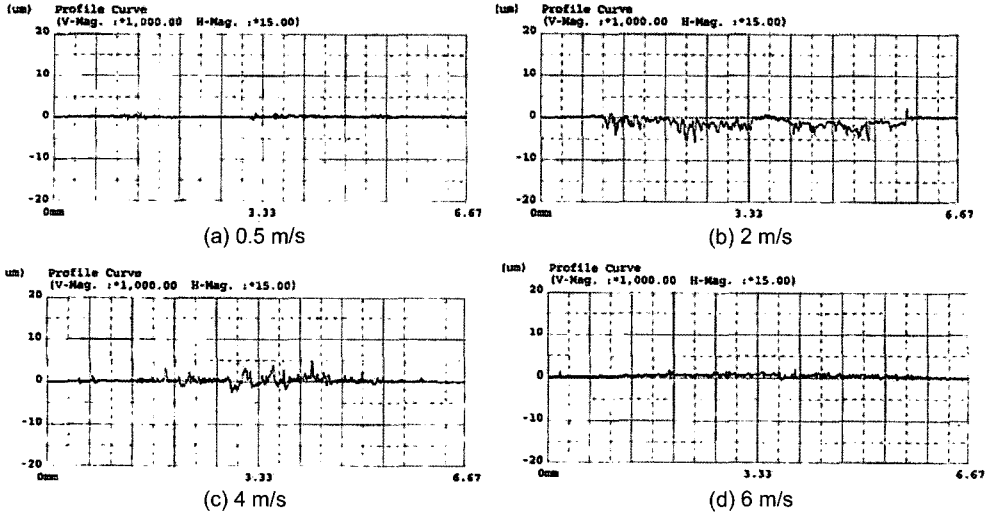 (um) Profile Curve
(V-Mag. :*1,000.00 H-Mag. :*15.00)
20
10
0
-10
-20
0mm 3.33 6.67
(a) 0.5 m/s
(um) Profile Curve
(V-Mag. :*1,000.00 H-Mag. :*15.00)
20
10
0
-10
-20
0mm 3.33 6.67
(b) 2 m/s
um) Profile Curve
(V-Mag. :*1,000.00 H-Mag. :*15.00)
20
10
0
-10
-20
0mm 3.33 6.67
(c) 4 m/s
(um) Profile Curve
(V-Mag. :*1,000.00 H-Mag. :*15.00)
20
10
0
-10
-20
0mm 3.33 6.67
(d) 6 m/s